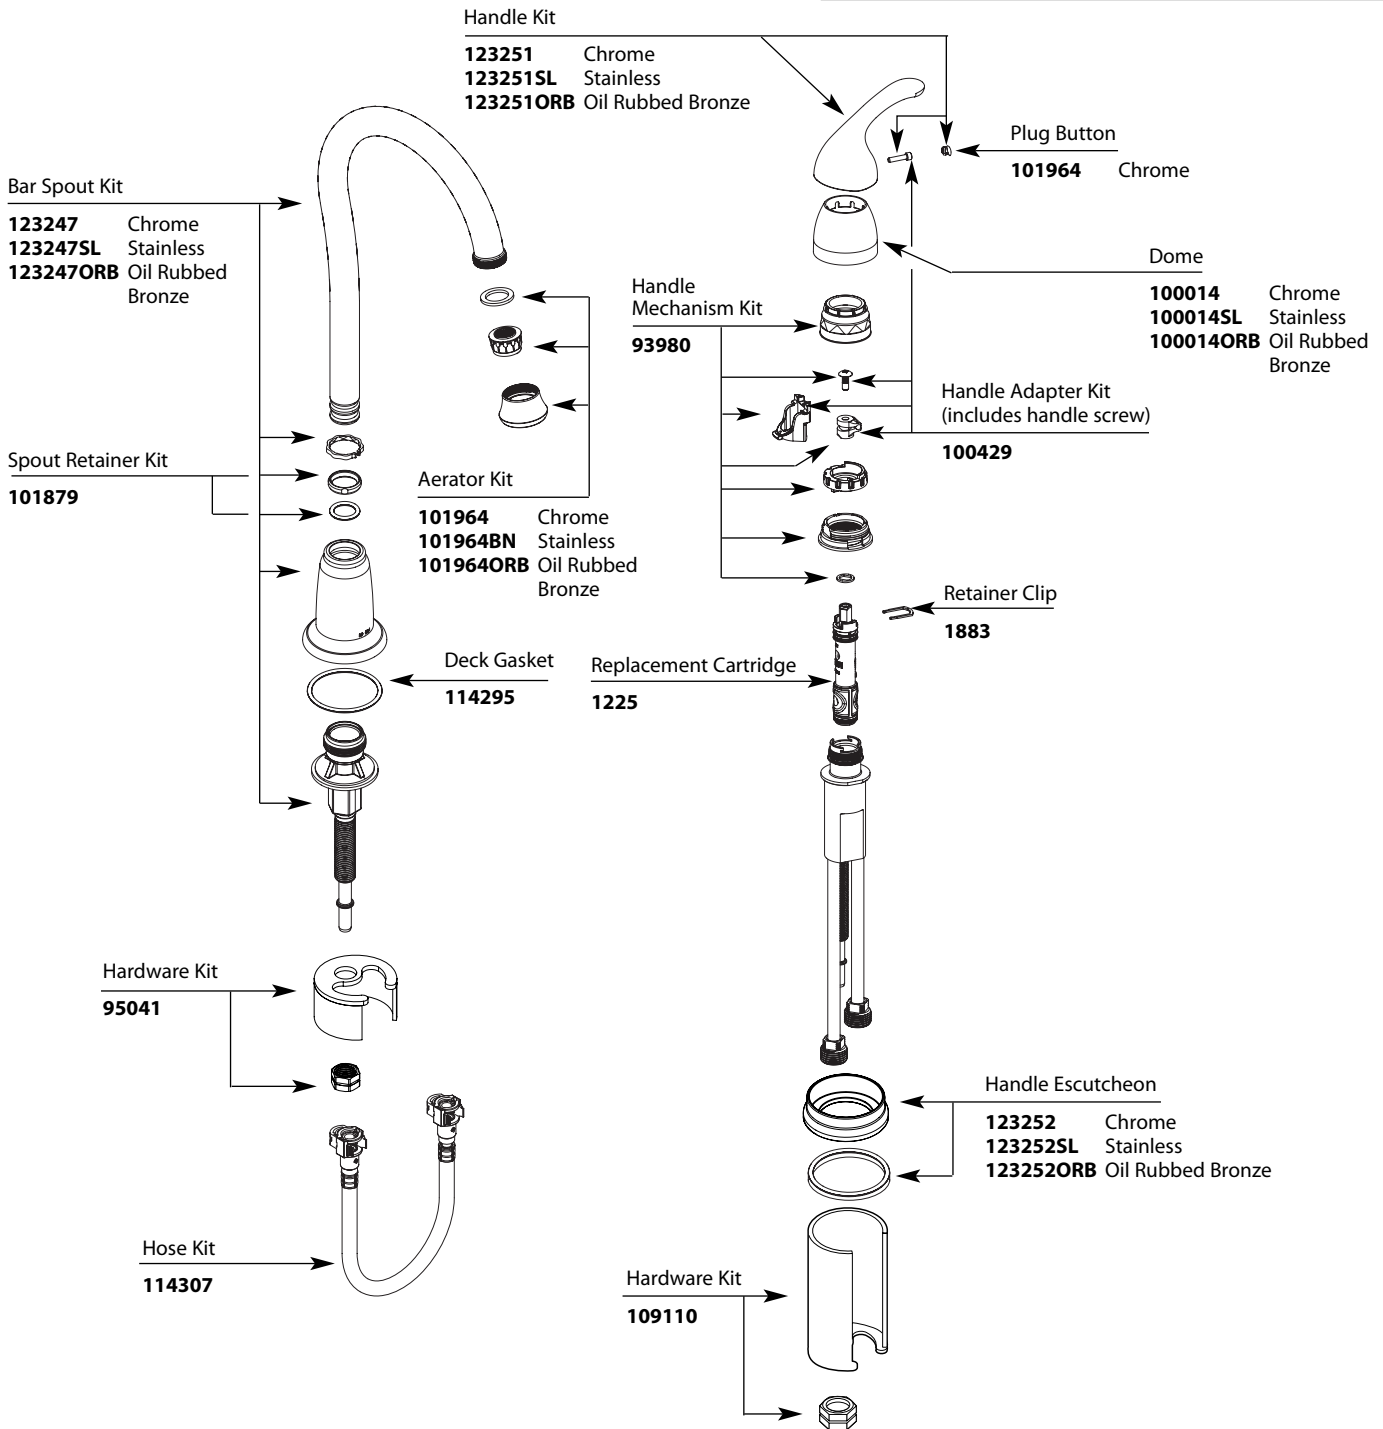 Handle Kit
123251 Chrome
123251SL Stainless
123251ORB Oil Rubbed Bronze
Plug Button
101964 Chrome
Bar Spout Kit
123247 Chrome
123247SL Stainless
123247ORB Oil Rubbed
Bronze
Dome
100014 Chrome
100014SL Stainless
100014ORB Oil Rubbed
Bronze
Handle
Mechanism Kit
93980
Handle Adapter Kit
(includes handle screw)
100429
Spout Retainer Kit
101879
Aerator Kit
101964 Chrome
101964BN Stainless
101964ORB Oil Rubbed
Bronze
Retainer Clip
1883
Deck Gasket
114295
Replacement Cartridge
1225
Hardware Kit
95041
Handle Escutcheon
123252 Chrome
123252SL Stainless
123252ORB Oil Rubbed Bronze
Hose Kit
114307
Hardware Kit
109110